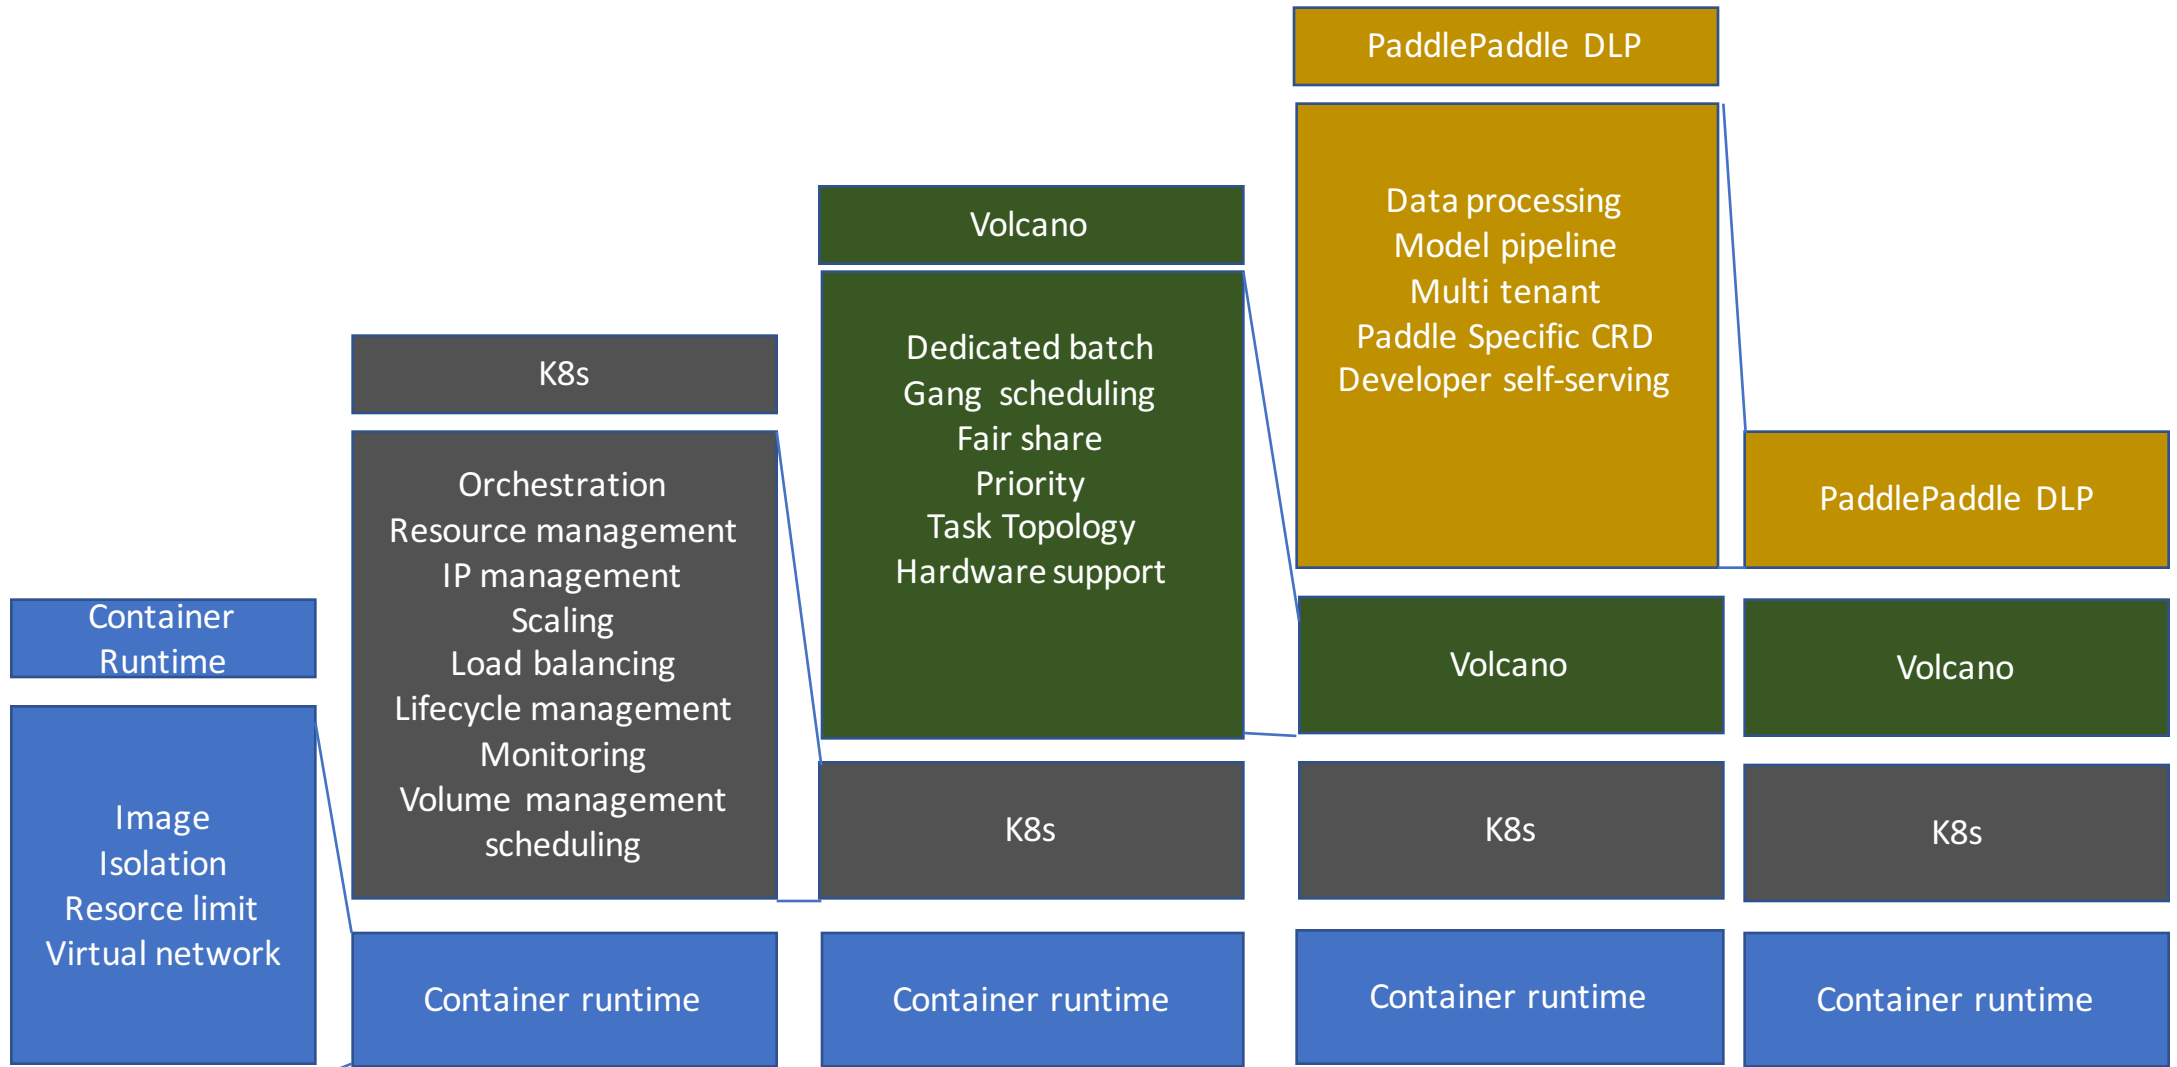 Container
Runtime
Image
Isolation
Resorce limit
Virtual network
K8s
Orchestration
Resource management
IP management
Scaling
Load balancing
Lifecycle management
Monitoring
Volume management
scheduling
Container runtime
Volcano
Dedicated batch
Gang scheduling
Fair share
Priority
Task Topology
Hardware support
K8s
Container runtime
PaddlePaddle DLP
Data processing
Model pipeline
Multi tenant
Paddle Specific CRD
Developer self-serving
Volcano
K8s
Container runtime
PaddlePaddle DLP
Volcano
K8s
Container runtime